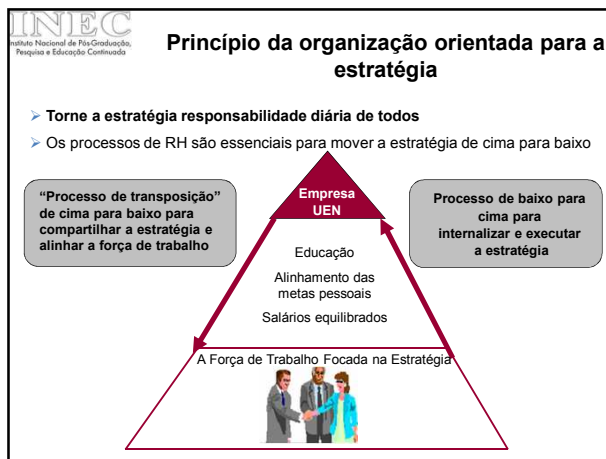 INEC
Instituto Nacional de Pós-Graduação,
Pesquisa e Educação Continuada
Princípio da organização orientada para a
estratégia
Torne a estratégia responsabilidade diária de todos
Os processos de RH são essenciais para mover a estratégia de cima para baixo
“Processo de transposição”
de cima para baixo para
compartilhar a estratégia e
alinhar a força de trabalho
Empresa
UEN
Processo de baixo para
cima para
internalizar e executar
a estratégia
Educação
Alinhamento das
metas pessoais
Salários equilibrados
A Força de Trabalho Focada na Estratégia